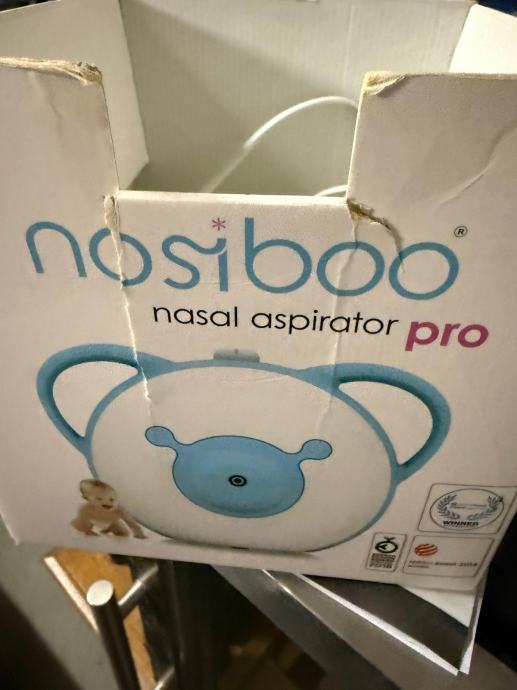 nosiboo®
nasal aspirator pro
WINNER